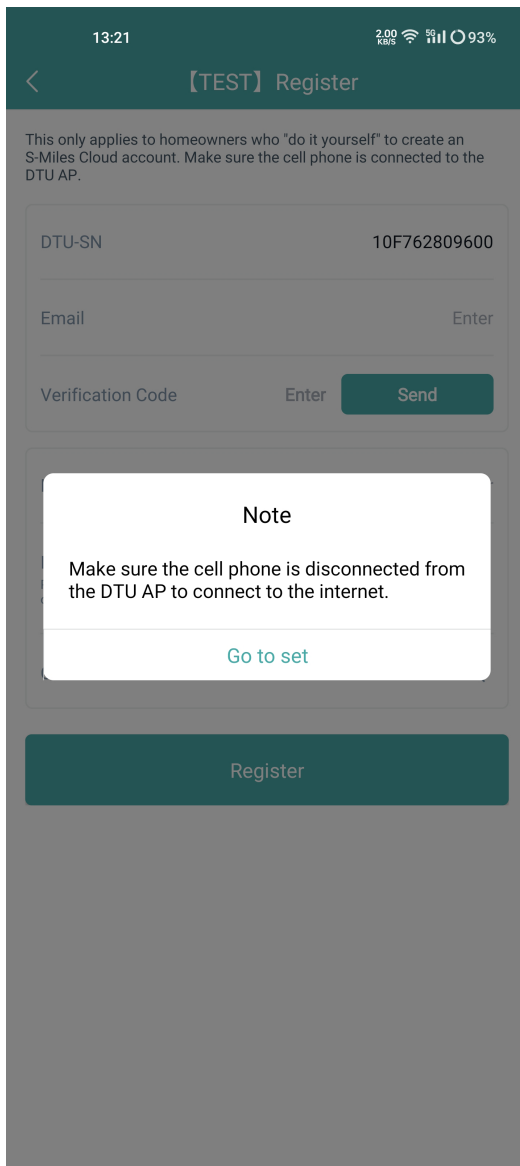 13:21
2.00 KB/S 5G 93%
【TEST】Register
This only applies to homeowners who "do it yourself" to create an
S-Miles Cloud account. Make sure the cell phone is connected to the
DTU AP.
DTU-SN 10F762809600
Email Enter
Verification Code Enter Send
Note
Make sure the cell phone is disconnected from
the DTU AP to connect to the internet.
Go to set
Register